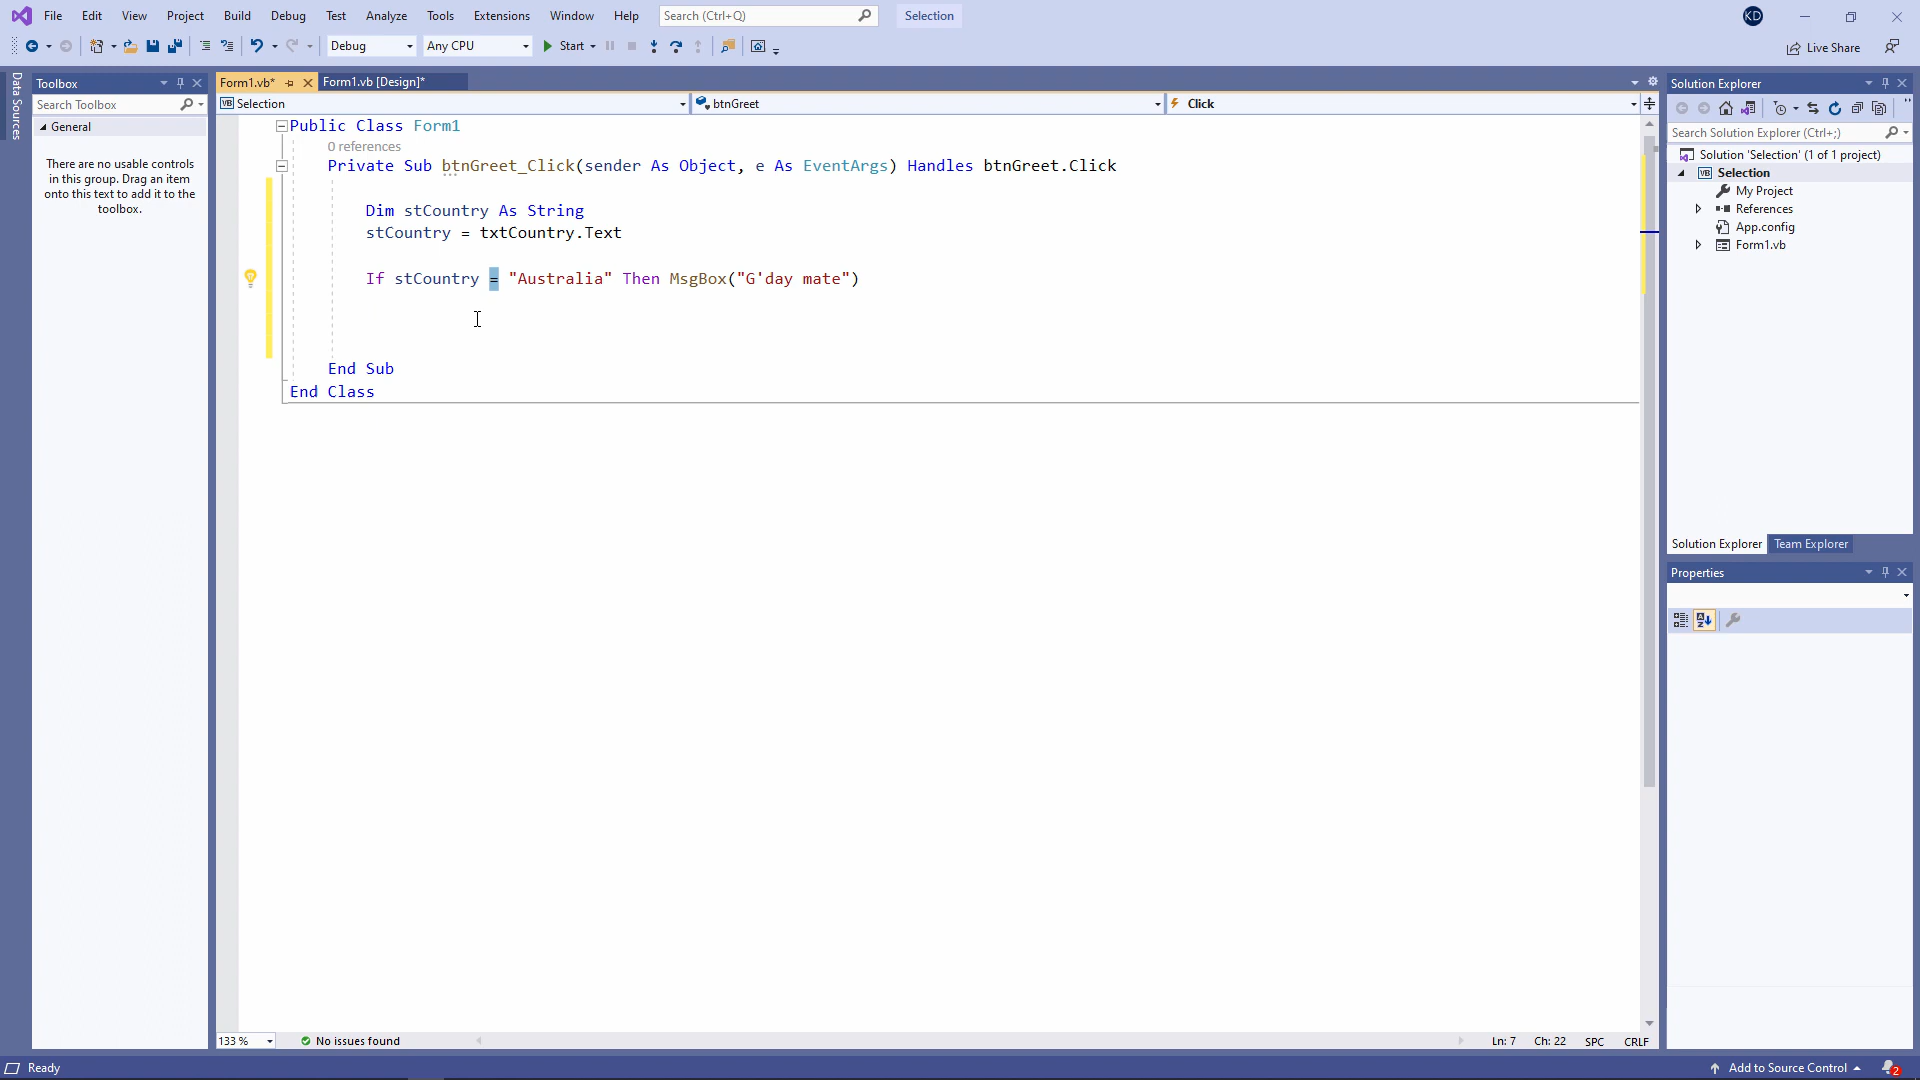 File Edit View Project Build Debug Test Analyze Tools Extensions Window Help Search (Ctrl+Q) Selection KD
Debug Any CPU Start Live Share
Data Sources
Toolbox
Search Toolbox
General
There are no usable controls
in this group. Drag an item
onto this text to add it to the
toolbox.
Form1.vb* Form1.vb [Design]*
VB Selection btnGreet Click
Public Class Form1
0 references
Private Sub btnGreet_Click(sender As Object, e As EventArgs) Handles btnGreet.Click
Dim stCountry As String
stCountry = txtCountry.Text
If stCountry = "Australia" Then MsgBox("G'day mate")
End Sub
End Class
133 % No issues found Ln: 7 Ch: 22 SPC CRLF
Solution Explorer
Search Solution Explorer (Ctrl+;)
Solution 'Selection' (1 of 1 project)
VB Selection
My Project
References
App.config
Form1.vb
Solution Explorer Team Explorer
Properties
Ready Add to Source Control 2